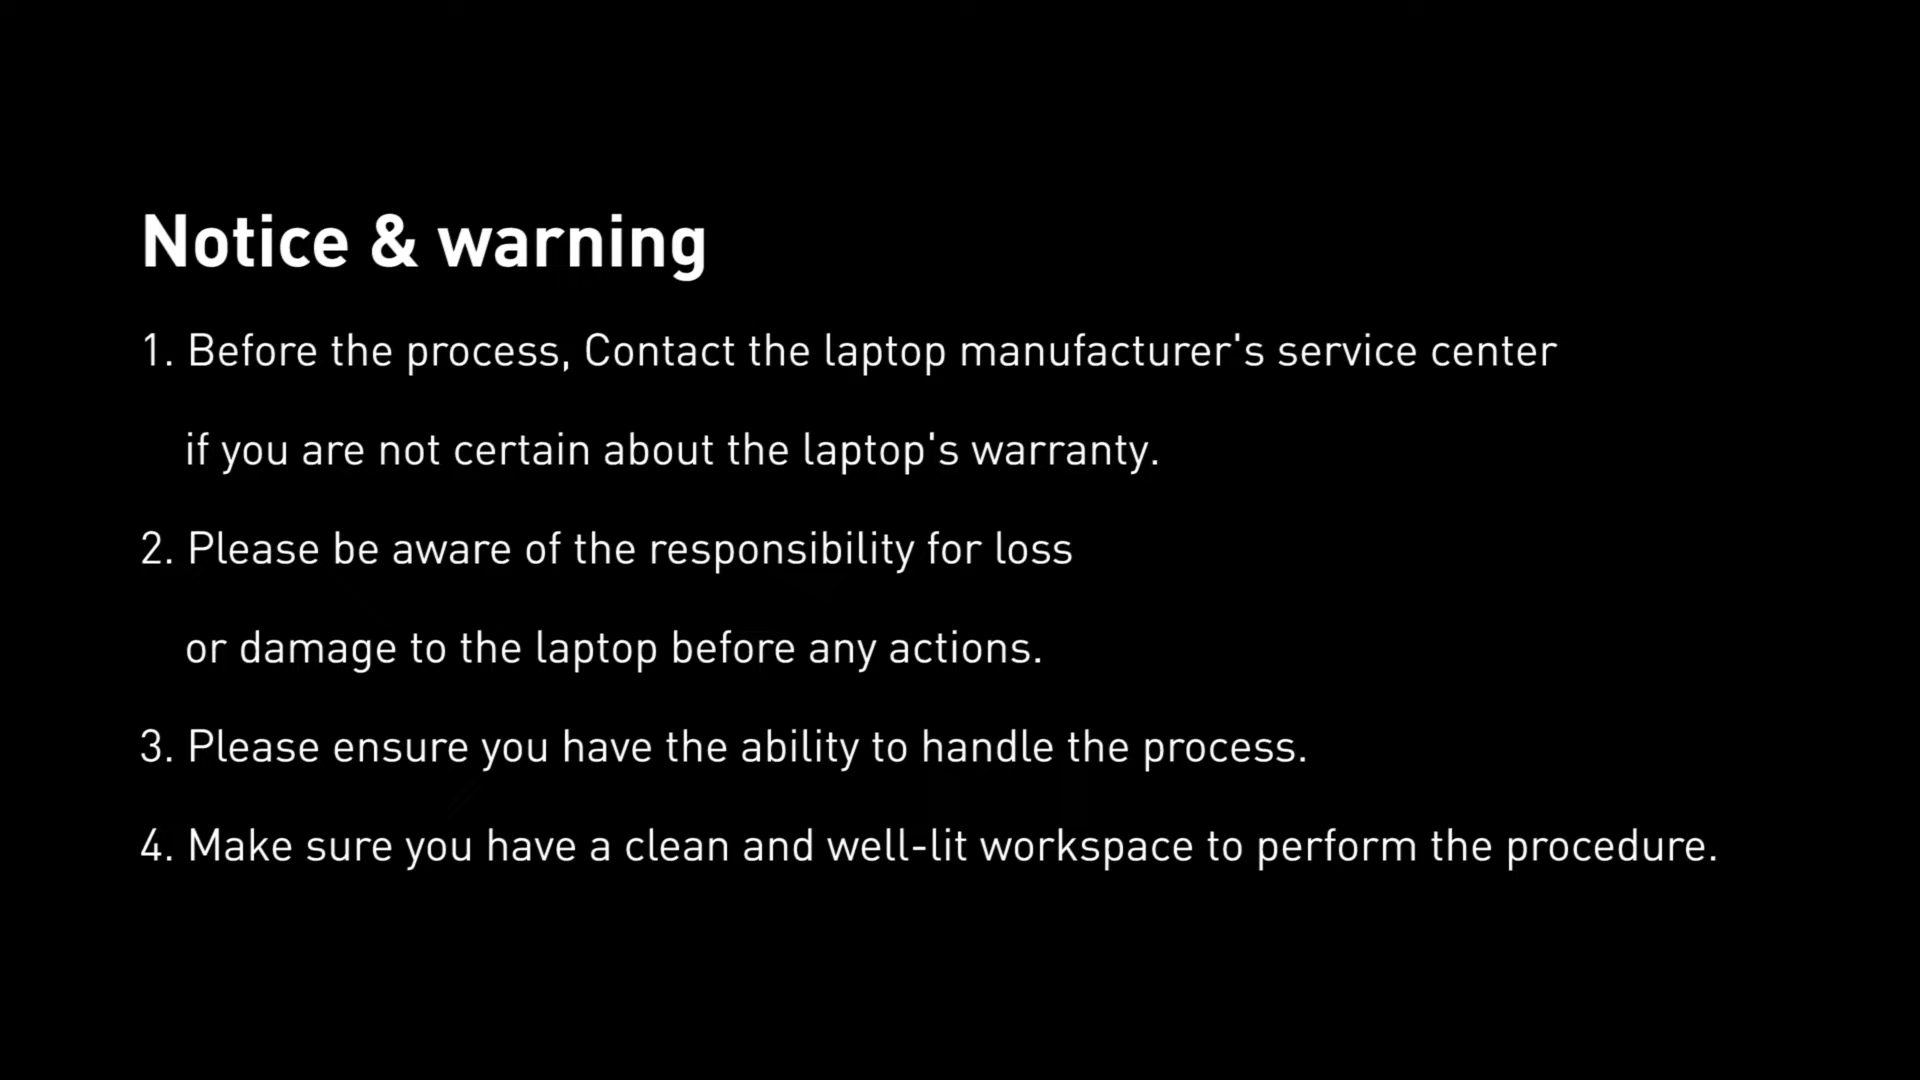 Notice & warning
1. Before the process, Contact the laptop manufacturer's service center
if you are not certain about the laptop's warranty.
2. Please be aware of the responsibility for loss
or damage to the laptop before any actions.
3. Please ensure you have the ability to handle the process.
4. Make sure you have a clean and well-lit workspace to perform the procedure.